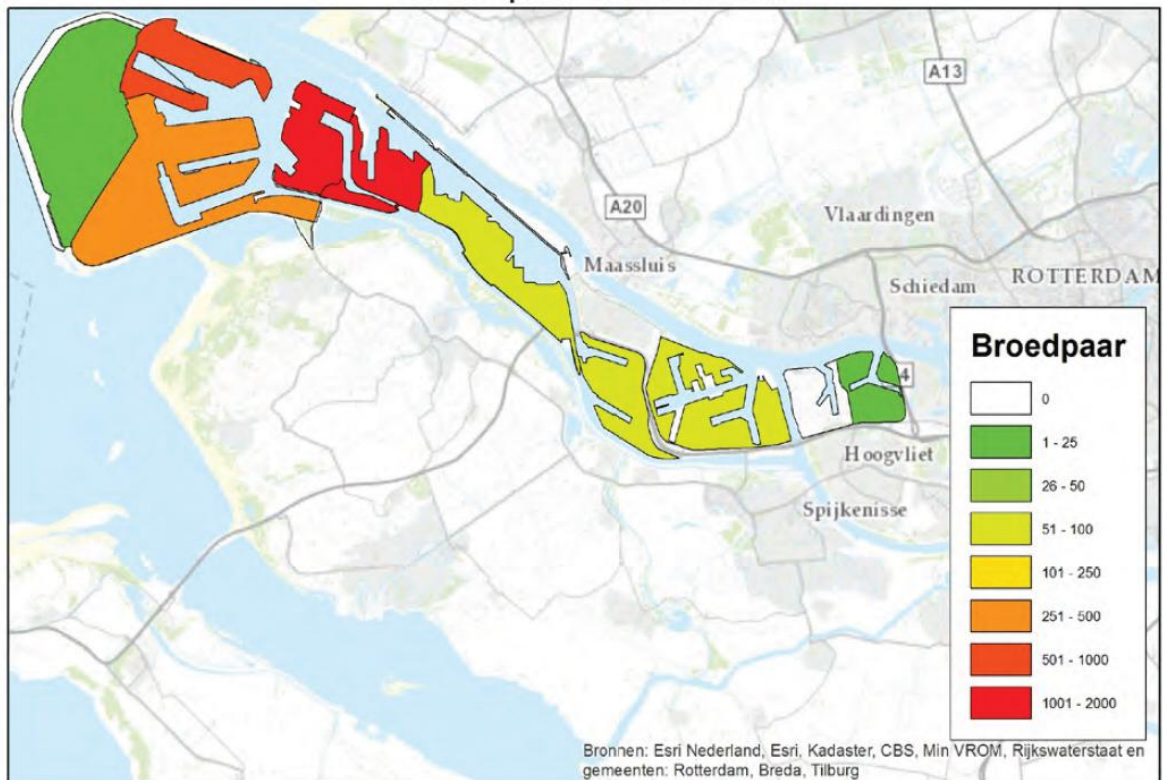 A13
A20
Vlaardingen
Maassluis
Schiedam
ROTTERDAM
4
Hoogvliet
Spijkenisse
Broedpaar
0
1 - 25
26 - 50
51 - 100
101 - 250
251 - 500
501 - 1000
1001 - 2000
Bronnen: Esri Nederland, Esri, Kadaster, CBS, Min VROM, Rijkswaterstaat en
gemeenten: Rotterdam, Breda, Tilburg